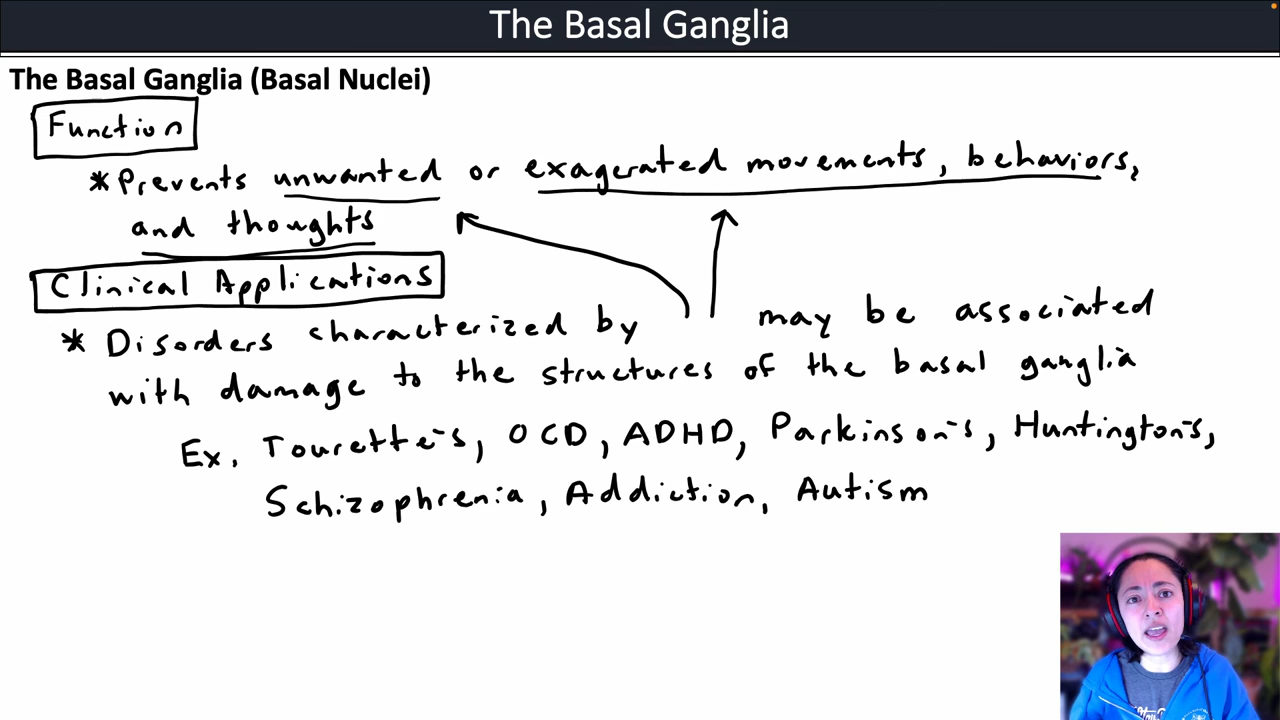 The Basal Ganglia
The Basal Ganglia (Basal Nuclei)
Function
*Prevents unwanted or exagerated movements, behaviors,
and thoughts
Clinical Applications
* Disorders characterized by may be associated
with damage to the structures of the basal ganglia
Ex. Tourette's, OCD, ADHD, Parkinson's, Huntington's,
Schizophrenia, Addiction, Autism